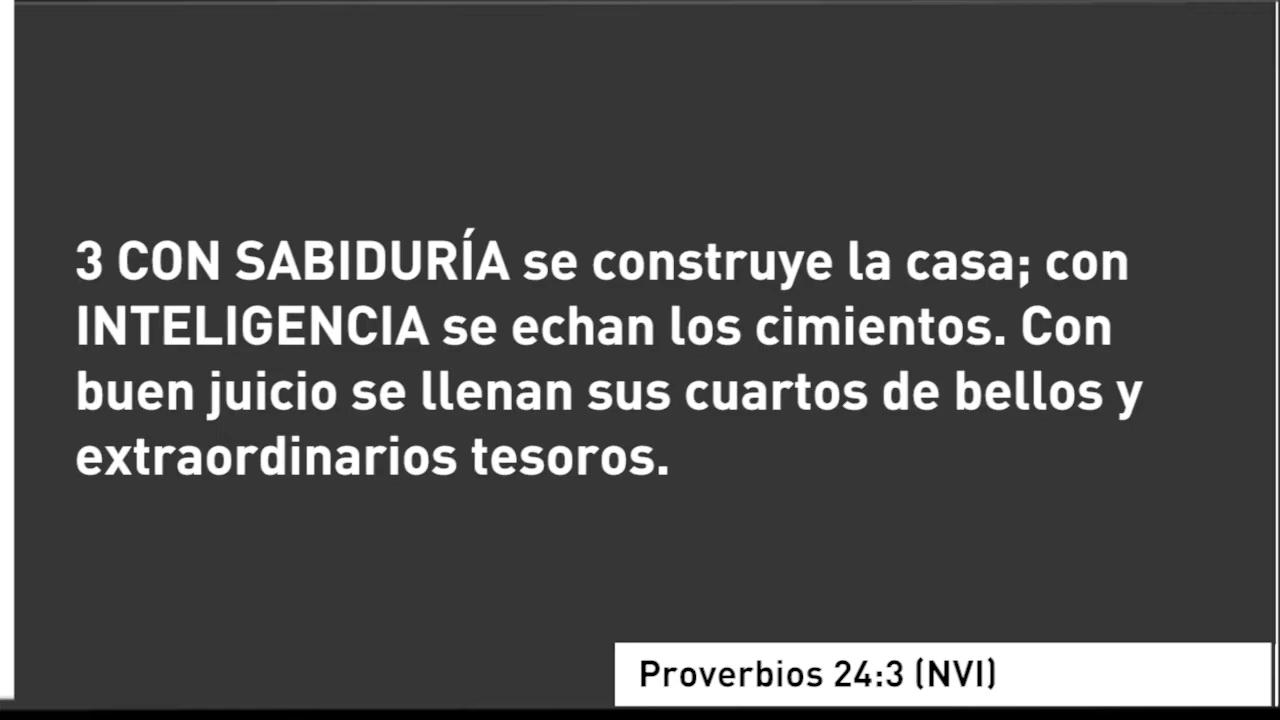 3 CON SABIDURÍA se construye la casa; con
INTELIGENCIA se echan los cimientos. Con
buen juicio se llenan sus cuartos de bellos y
extraordinarios tesoros.
Proverbios 24:3 (NVI)